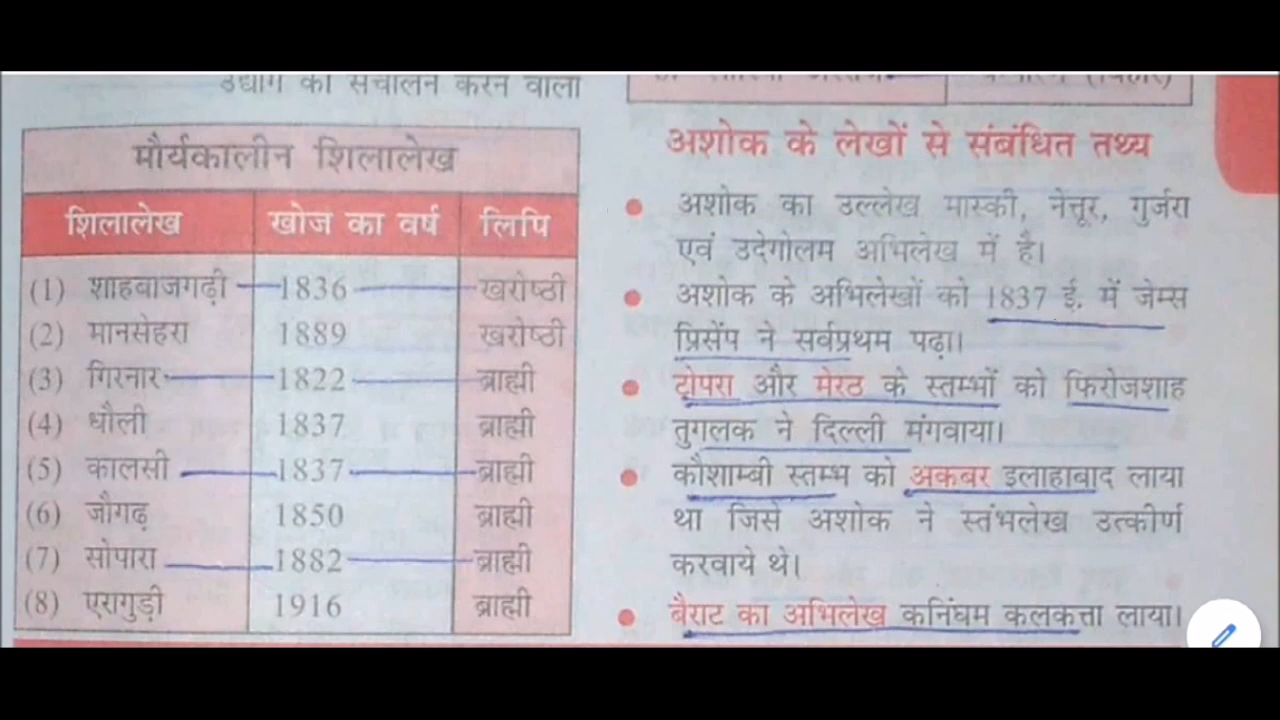 उद्योग का संचालन करने वाला
मौर्यकालीन शिलालेख
शिलालेख खोज का वर्ष लिपि
(1) शाहबाजगढ़ी 1836 खरोष्ठी
(2) मानसेहरा 1889 खरोष्ठी
(3) गिरनार 1822 ब्राह्मी
(4) धौली 1837 ब्राह्मी
(5) कालसी 1837 ब्राह्मी
(6) जौगढ़ 1850 ब्राह्मी
(7) सोपारा 1882 ब्राह्मी
(8) एरागुड़ी 1916 ब्राह्मी
अशोक के लेखों से संबंधित तथ्य
अशोक का उल्लेख मास्की, नेत्तूर, गुर्जरा
एवं उदेगोलम अभिलेख में है।
अशोक के अभिलेखों को 1837 ई. में जेम्स
प्रिसेंप ने सर्वप्रथम पढ़ा।
टोपरा और मेरठ के स्तम्भों को फिरोजशाह
तुगलक ने दिल्ली मंगवाया।
कौशाम्बी स्तम्भ को अकबर इलाहाबाद लाया
था जिसे अशोक ने स्तंभलेख उत्कीर्ण
करवाये थे।
बैराट का अभिलेख कनिंघम कलकत्ता लाया।